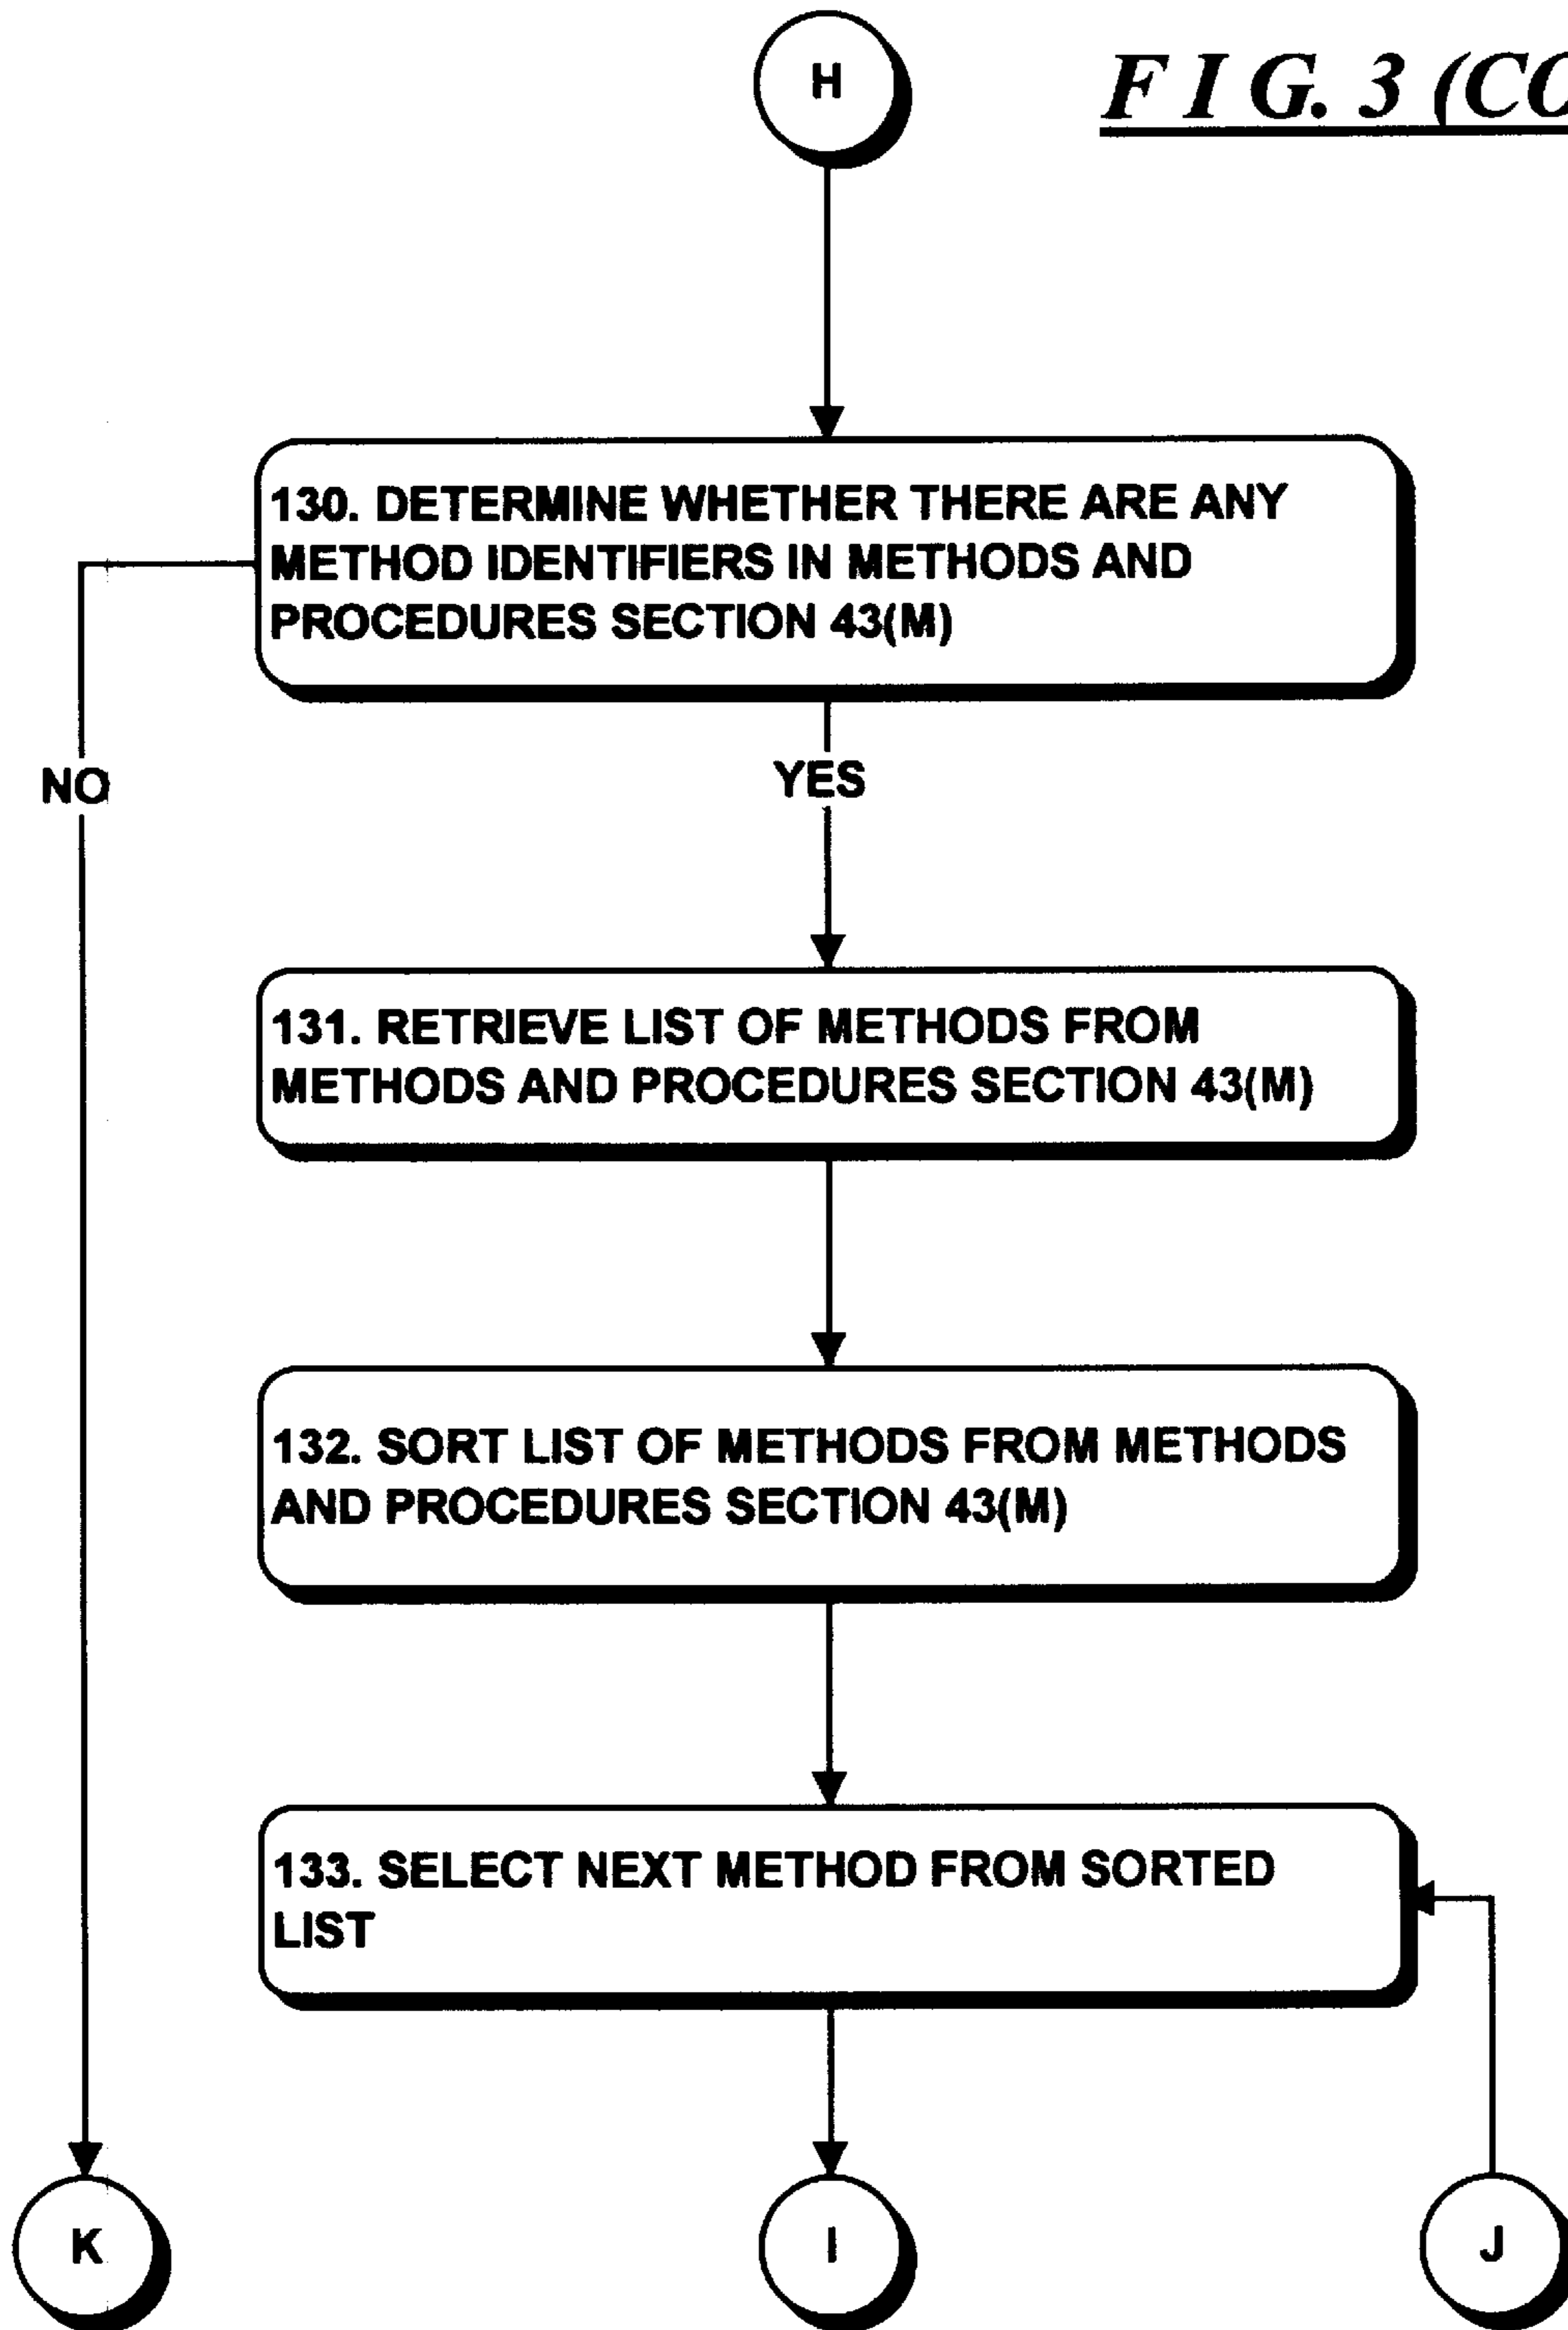 H
F I G. 3 (CO
130. DETERMINE WHETHER THERE ARE ANY
METHOD IDENTIFIERS IN METHODS AND
PROCEDURES SECTION 43(M)
NO
YES
131. RETRIEVE LIST OF METHODS FROM
METHODS AND PROCEDURES SECTION 43(M)
132. SORT LIST OF METHODS FROM METHODS
AND PROCEDURES SECTION 43(M)
133. SELECT NEXT METHOD FROM SORTED
LIST
K
I
J